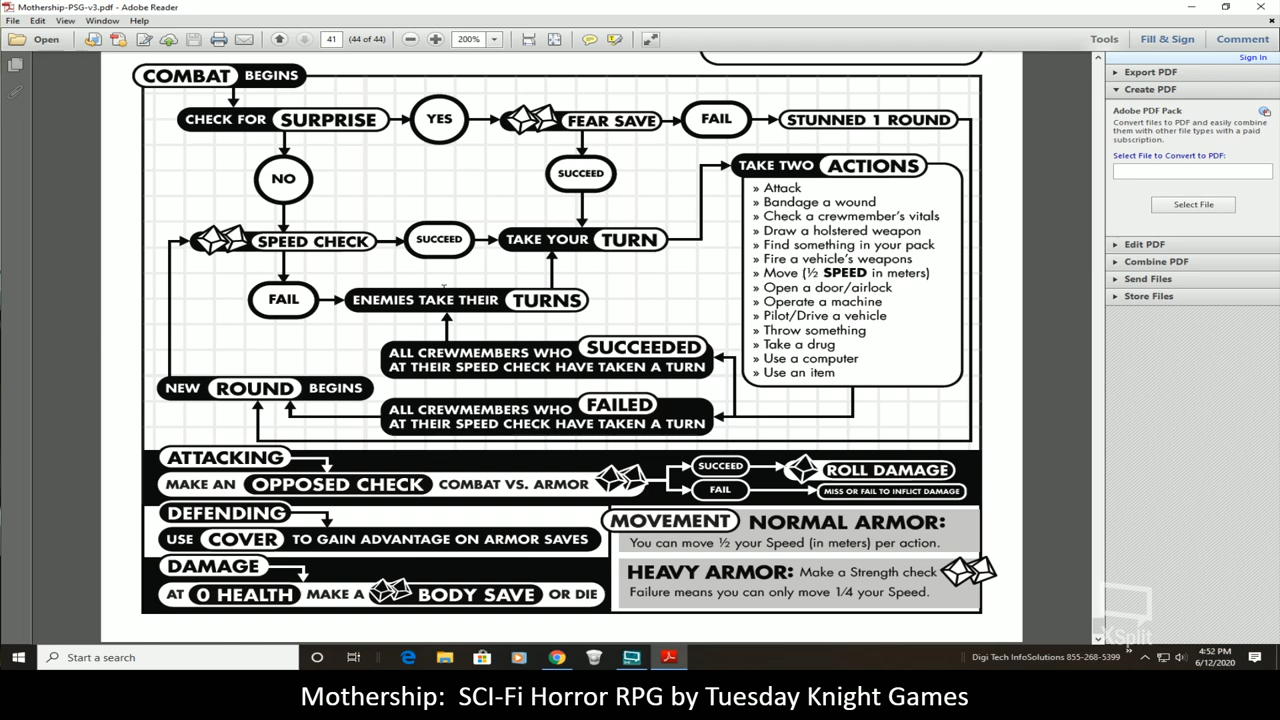 Mothership-PSG-v3.pdf - Adobe Reader
File Edit View Window Help
Open 41 (44 of 44) 200% Tools Fill & Sign Comment
Sign In
Export PDF
Create PDF
Adobe PDF Pack
Convert files to PDF and easily combine
them with other file types with a paid
subscription.
Select File to Convert to PDF:
Select File
Edit PDF
Combine PDF
Send Files
Store Files
COMBAT BEGINS
CHECK FOR SURPRISE YES FEAR SAVE FAIL STUNNED 1 ROUND
NO SUCCEED
SPEED CHECK SUCCEED TAKE YOUR TURN
FAIL ENEMIES TAKE THEIR TURNS
TAKE TWO ACTIONS
» Attack
» Bandage a wound
» Check a crewmember's vitals
» Draw a holstered weapon
» Find something in your pack
» Fire a vehicle's weapons
» Move (½ SPEED in meters)
» Open a door/airlock
» Operate a machine
» Pilot/Drive a vehicle
» Throw something
» Take a drug
» Use a computer
» Use an item
ALL CREWMEMBERS WHO SUCCEEDED
AT THEIR SPEED CHECK HAVE TAKEN A TURN
NEW ROUND BEGINS
ALL CREWMEMBERS WHO FAILED
AT THEIR SPEED CHECK HAVE TAKEN A TURN
ATTACKING
MAKE AN OPPOSED CHECK COMBAT VS. ARMOR
SUCCEED ROLL DAMAGE
FAIL MISS OR FAIL TO INFLICT DAMAGE
DEFENDING
USE COVER TO GAIN ADVANTAGE ON ARMOR SAVES
DAMAGE
AT 0 HEALTH MAKE A BODY SAVE OR DIE
MOVEMENT NORMAL ARMOR:
You can move ½ your Speed (in meters) per action.
HEAVY ARMOR: Make a Strength check
Failure means you can only move 1/4 your Speed.
XSplit
Start a search
Digi Tech InfoSolutions 855-268-5399
4:52 PM
6/12/2020
Mothership: SCI-Fi Horror RPG by Tuesday Knight Games